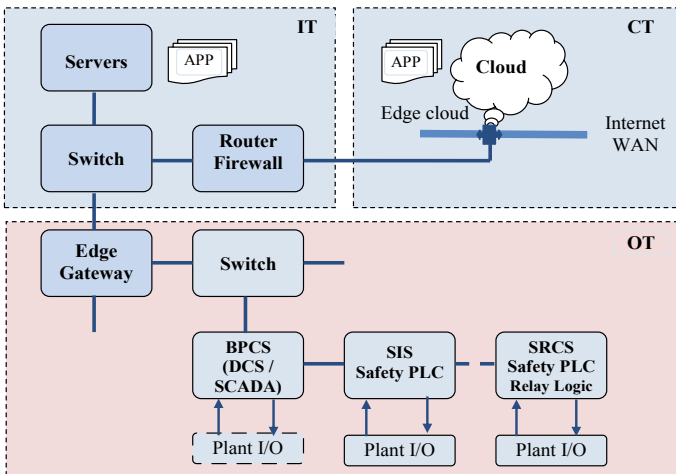 IT
CT
Servers
APP
APP
Cloud
Edge cloud
Internet
WAN
Switch
Router
Firewall
OT
Edge
Gateway
Switch
BPCS
(DCS /
SCADA)
SIS
Safety PLC
SRCS
Safety PLC
Relay Logic
Plant I/O
Plant I/O
Plant I/O